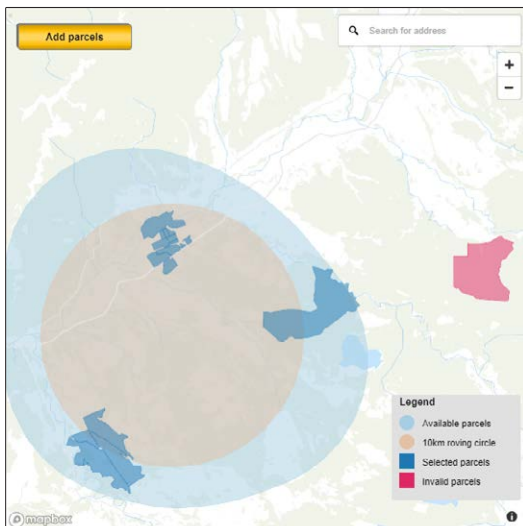 Add parcels
Search for address
+
−
Legend
Available parcels
10km roving circle
Selected parcels
Invalid parcels
mapbox
i